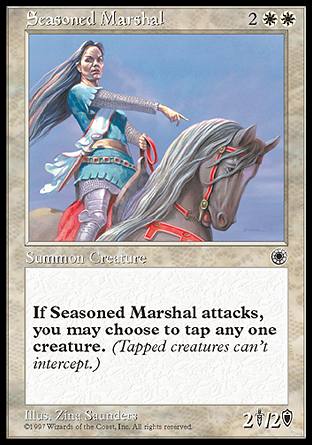 Seasoned Marshal 2
Summon Creature
If Seasoned Marshal attacks,
you may choose to tap any one
creature. (Tapped creatures can't
intercept.)
Illus. Zina Saunders
©1997 Wizards of the Coast, Inc. All rights reserved.
2/2